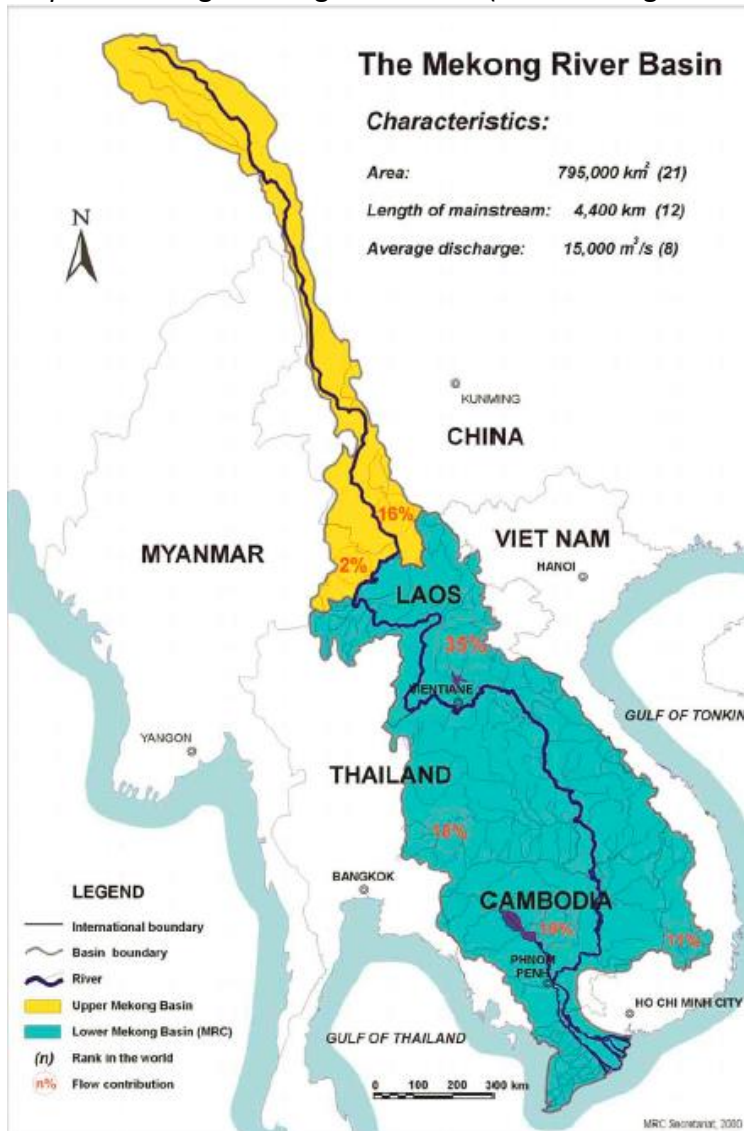 The Mekong River Basin
Characteristics:
Area: 795,000 km² (21)
Length of mainstream: 4,400 km (12)
Average discharge: 15,000 m³/s (8)
N
KUNMING
CHINA
MYANMAR
16%
2%
VIET NAM
HANOI
LAOS
35%
VIENTIANE
GULF OF TONKIN
YANGON
THAILAND
18%
BANGKOK
CAMBODIA
18%
11%
PHNOM
PENH
HO CHI MINH CITY
GULF OF THAILAND
LEGEND
International boundary
Basin boundary
River
Upper Mekong Basin
Lower Mekong Basin (MRC)
(n) Rank in the world
n% Flow contribution
0 100 200 300 km